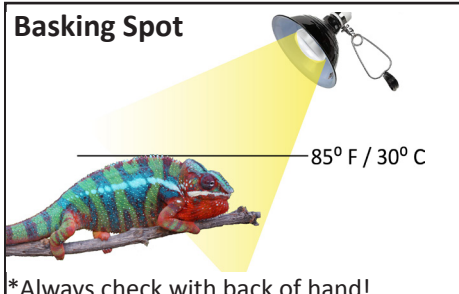 Basking Spot
85⁰ F / 30⁰ C
*Always check with back of hand!